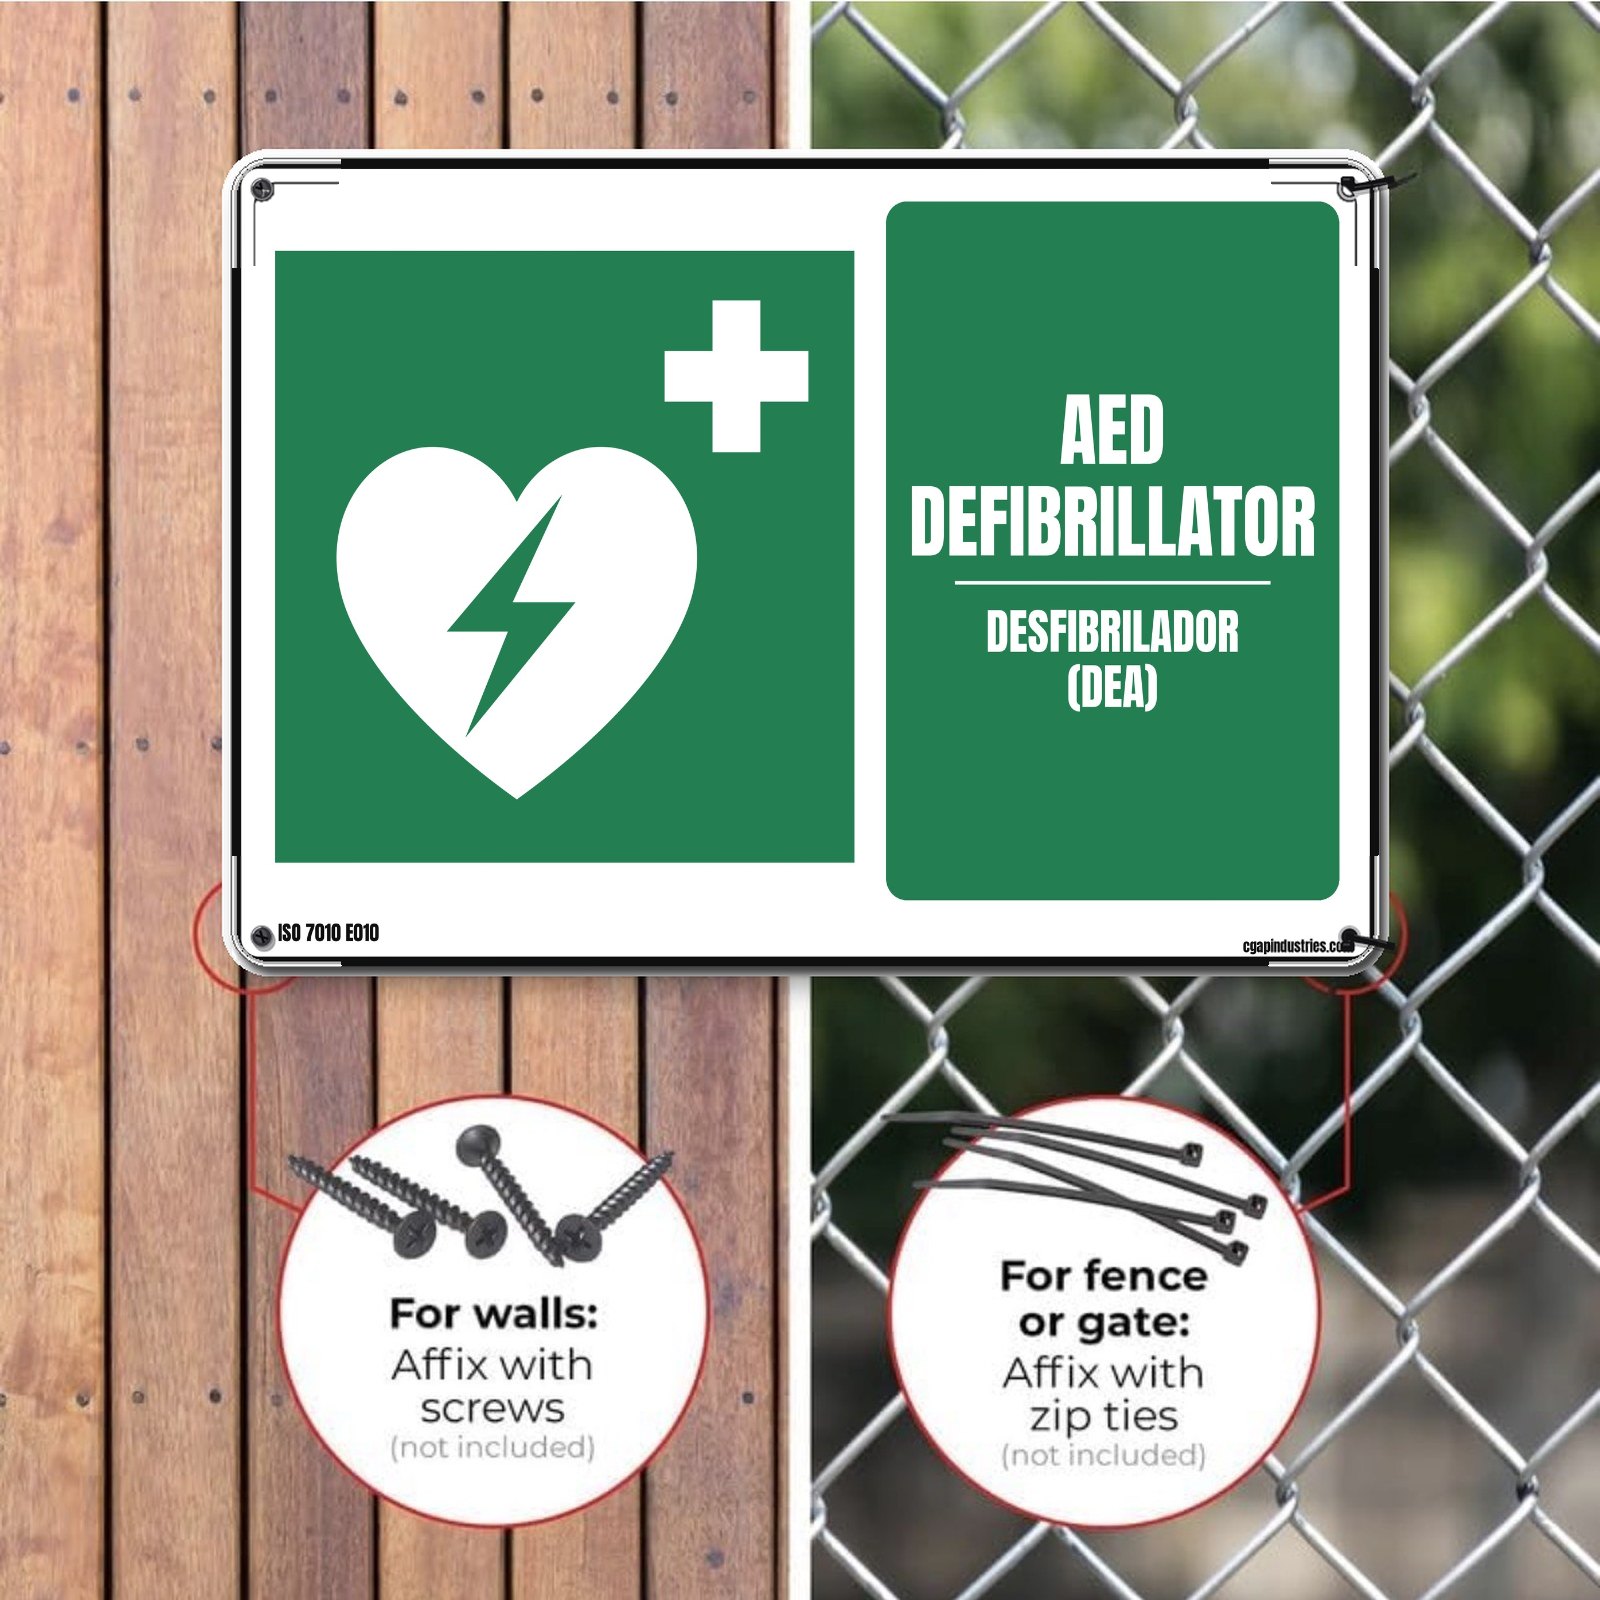 AED
DEFIBRILLATOR
DESFIBRILADOR
(DEA)
ISO 7010 E010
For walls:
Affix with
screws
(not included)
For fence
or gate:
Affix with
zip ties
(not included)